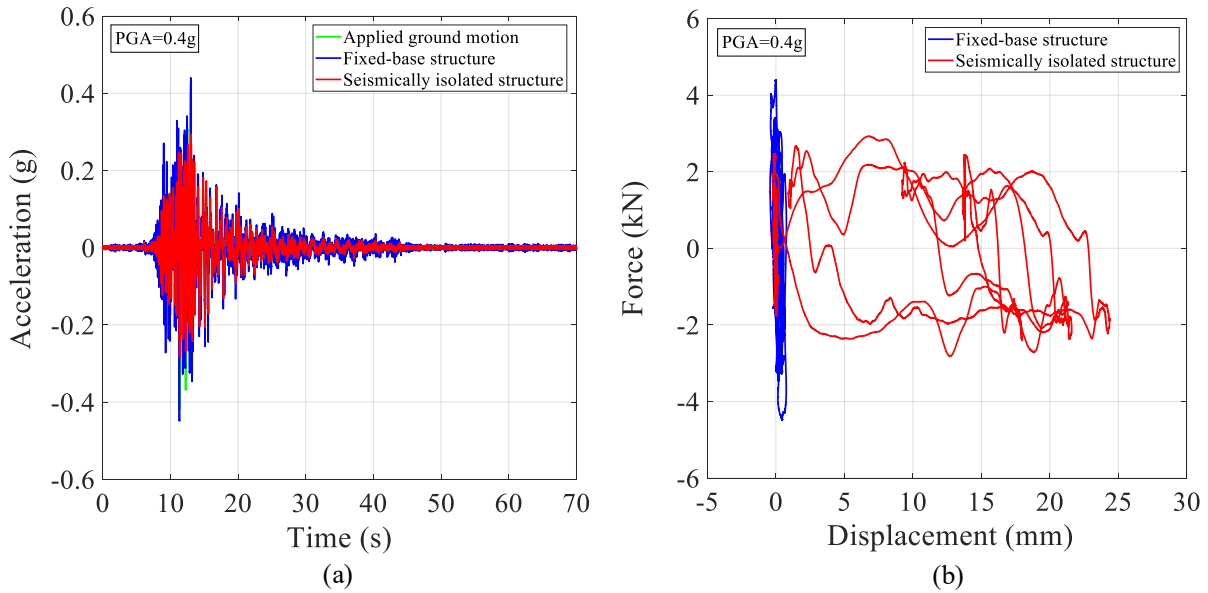 0.6
0.4
0.2
0
-0.2
-0.4
-0.6
Acceleration (g)
PGA=0.4g
Applied ground motion
Fixed-base structure
Seismically isolated structure
0 10 20 30 40 50 60 70
Time (s)
(a)
6
4
2
0
-2
-4
-6
Force (kN)
PGA=0.4g
Fixed-base structure
Seismically isolated structure
-5 0 5 10 15 20 25 30
Displacement (mm)
(b)